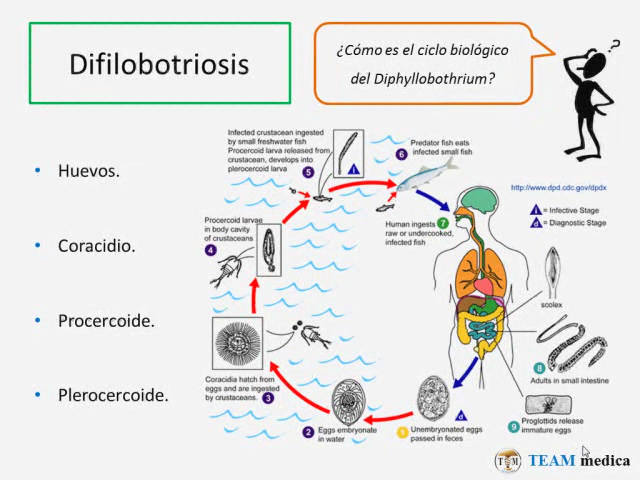 Difilobotriosis
¿Cómo es el ciclo biológico
del Diphyllobothrium?
?
• Huevos.
• Coracidio.
• Procercoide.
• Plerocercoide.
Infected crustacean ingested
by small freshwater fish
Procercoid larva released from
crustacean, develops into
plerocercoid larva
5
i
6
Predator fish eats
infected small fish
http://www.dpd.cdc.gov/dpdx
i = Infective Stage
d = Diagnostic Stage
Procercoid larvae
in body cavity
of crustaceans
4
Human ingests 7
raw or undercooked,
infected fish
scolex
Coracidia hatch from
eggs and are ingested
by crustaceans. 3
8
Adults in small intestine
2 Eggs embryonate
in water
d
1 Unembryonated eggs
passed in feces
9 Proglottids release
immature eggs
TM TEAM medica